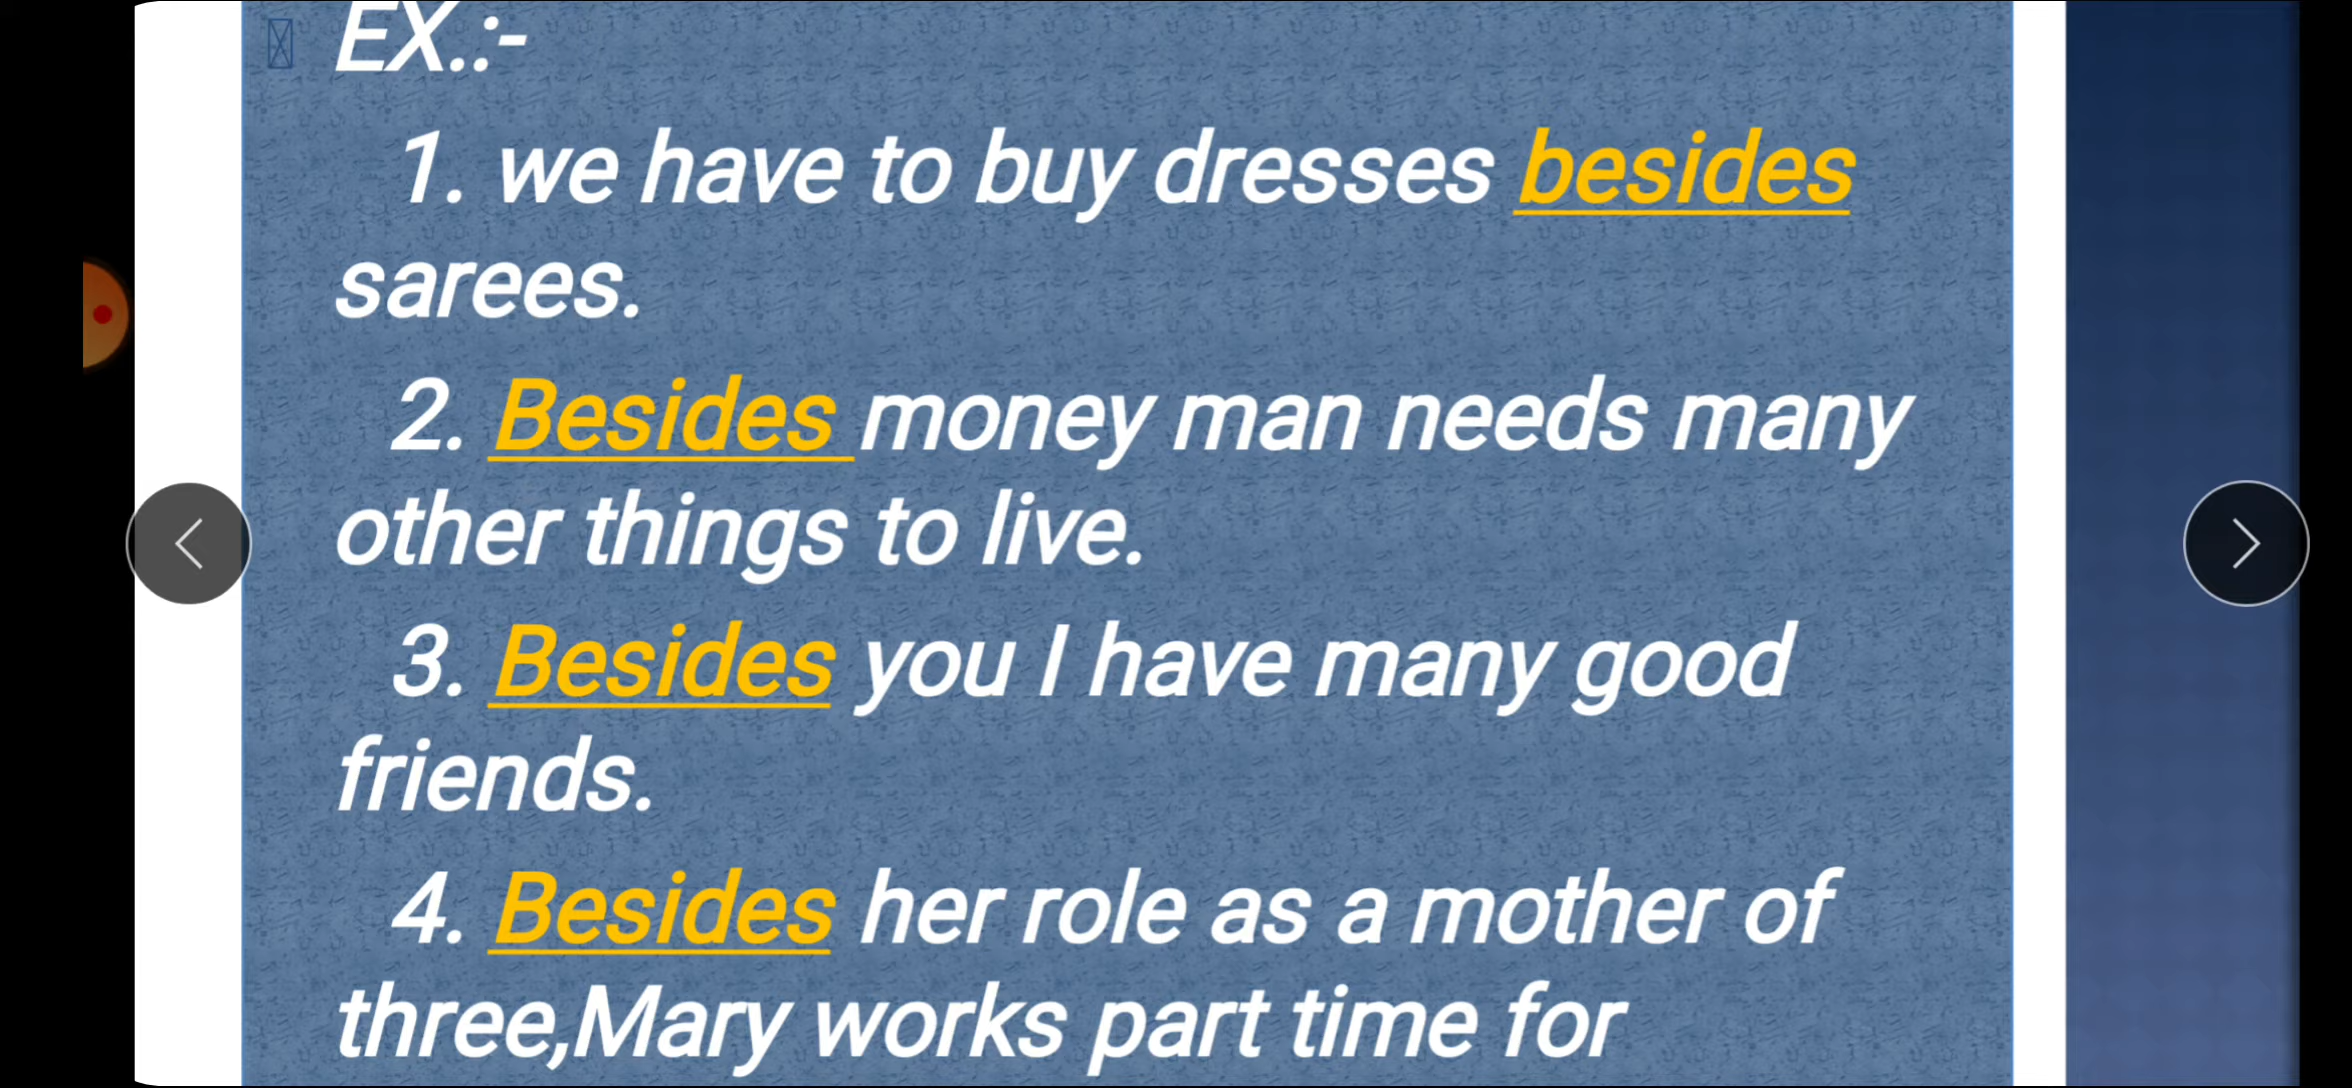 EX.:-
1. we have to buy dresses besides
sarees.
2. Besides money man needs many
other things to live.
3. Besides you I have many good
friends.
4. Besides her role as a mother of
three,Mary works part time for